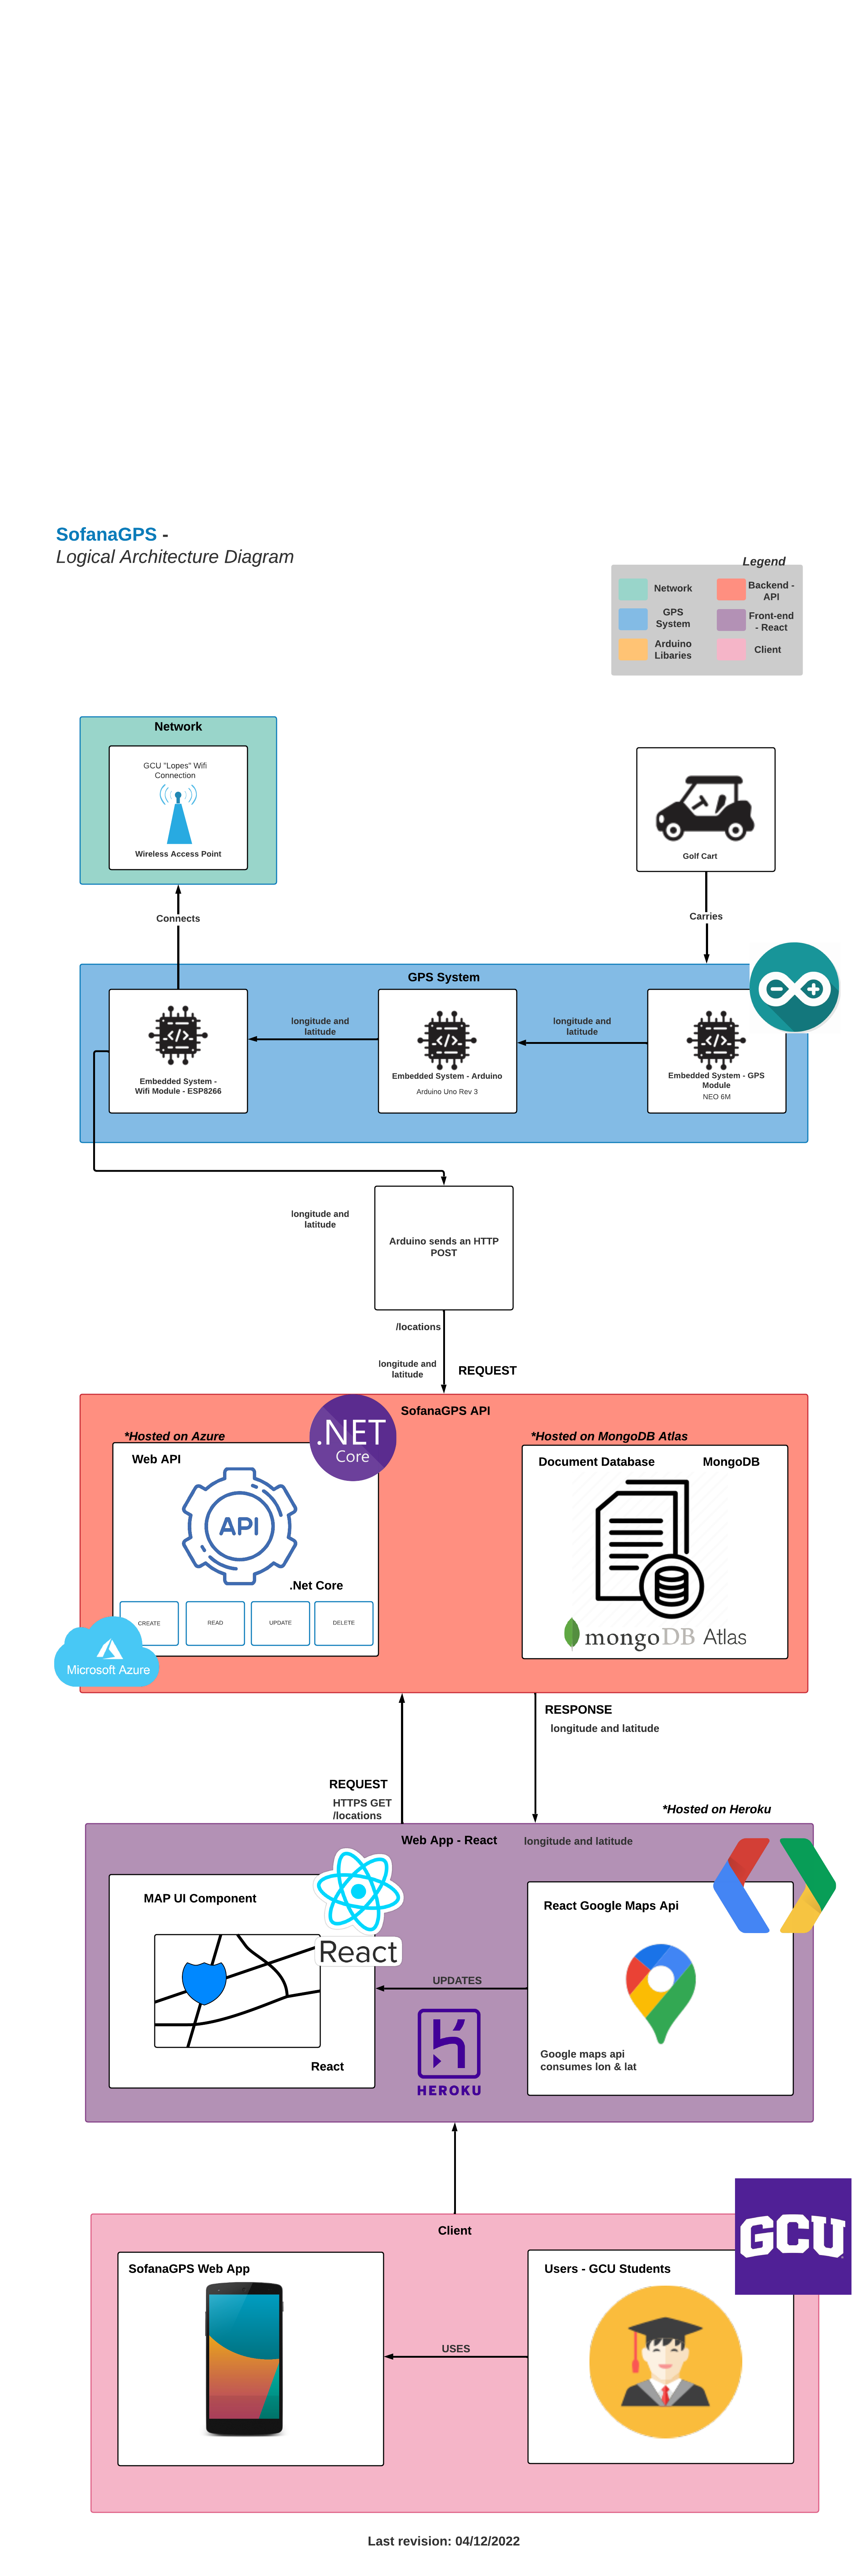 SofanaGPS -
Logical Architecture Diagram
Legend
Network
Backend -
API
GPS
System
Front-end
- React
Arduino
Libaries
Client
Network
GCU "Lopes" Wifi
Connection
Wireless Access Point
Golf Cart
Connects
Carries
GPS System
Embedded System -
Wifi Module - ESP8266
longitude and
latitude
Embedded System - Arduino
Arduino Uno Rev 3
longitude and
latitude
Embedded System - GPS
Module
NEO 6M
longitude and
latitude
Arduino sends an HTTP
POST
/locations
longitude and
latitude
REQUEST
SofanaGPS API
*Hosted on Azure
.NET
Core
Web API
API
.Net Core
CREATE
READ
UPDATE
DELETE
Microsoft Azure
*Hosted on MongoDB Atlas
Document Database
MongoDB
mongoDB Atlas
RESPONSE
longitude and latitude
REQUEST
HTTPS GET
/locations
*Hosted on Heroku
Web App - React
longitude and latitude
MAP UI Component
React
React
UPDATES
HEROKU
React Google Maps Api
Google maps api
consumes lon & lat
Client
GCU
SofanaGPS Web App
USES
Users - GCU Students
Last revision: 04/12/2022